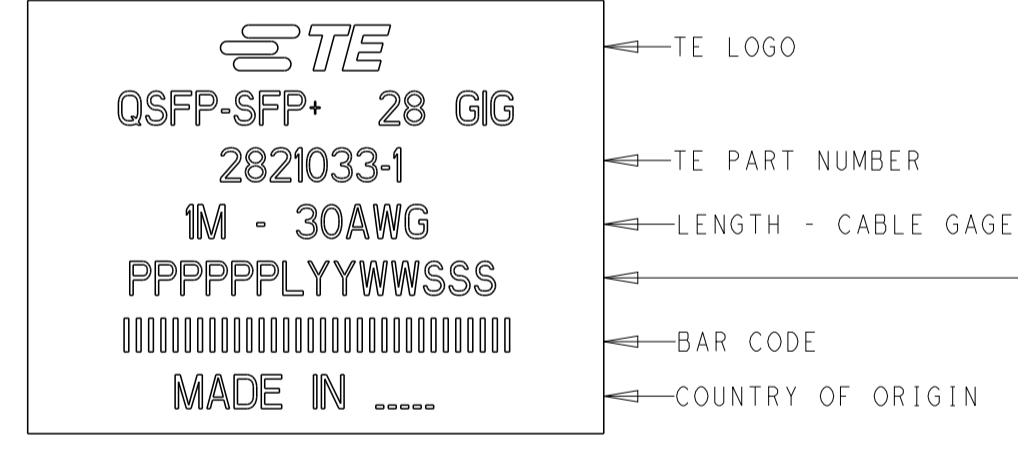 TE
TE LOGO
QSFP-SFP+ 28 GIG
2821033-1
TE PART NUMBER
1M - 30AWG
LENGTH - CABLE GAGE
PPPPPPLYYWWSSS
BAR CODE
MADE IN _____
COUNTRY OF ORIGIN